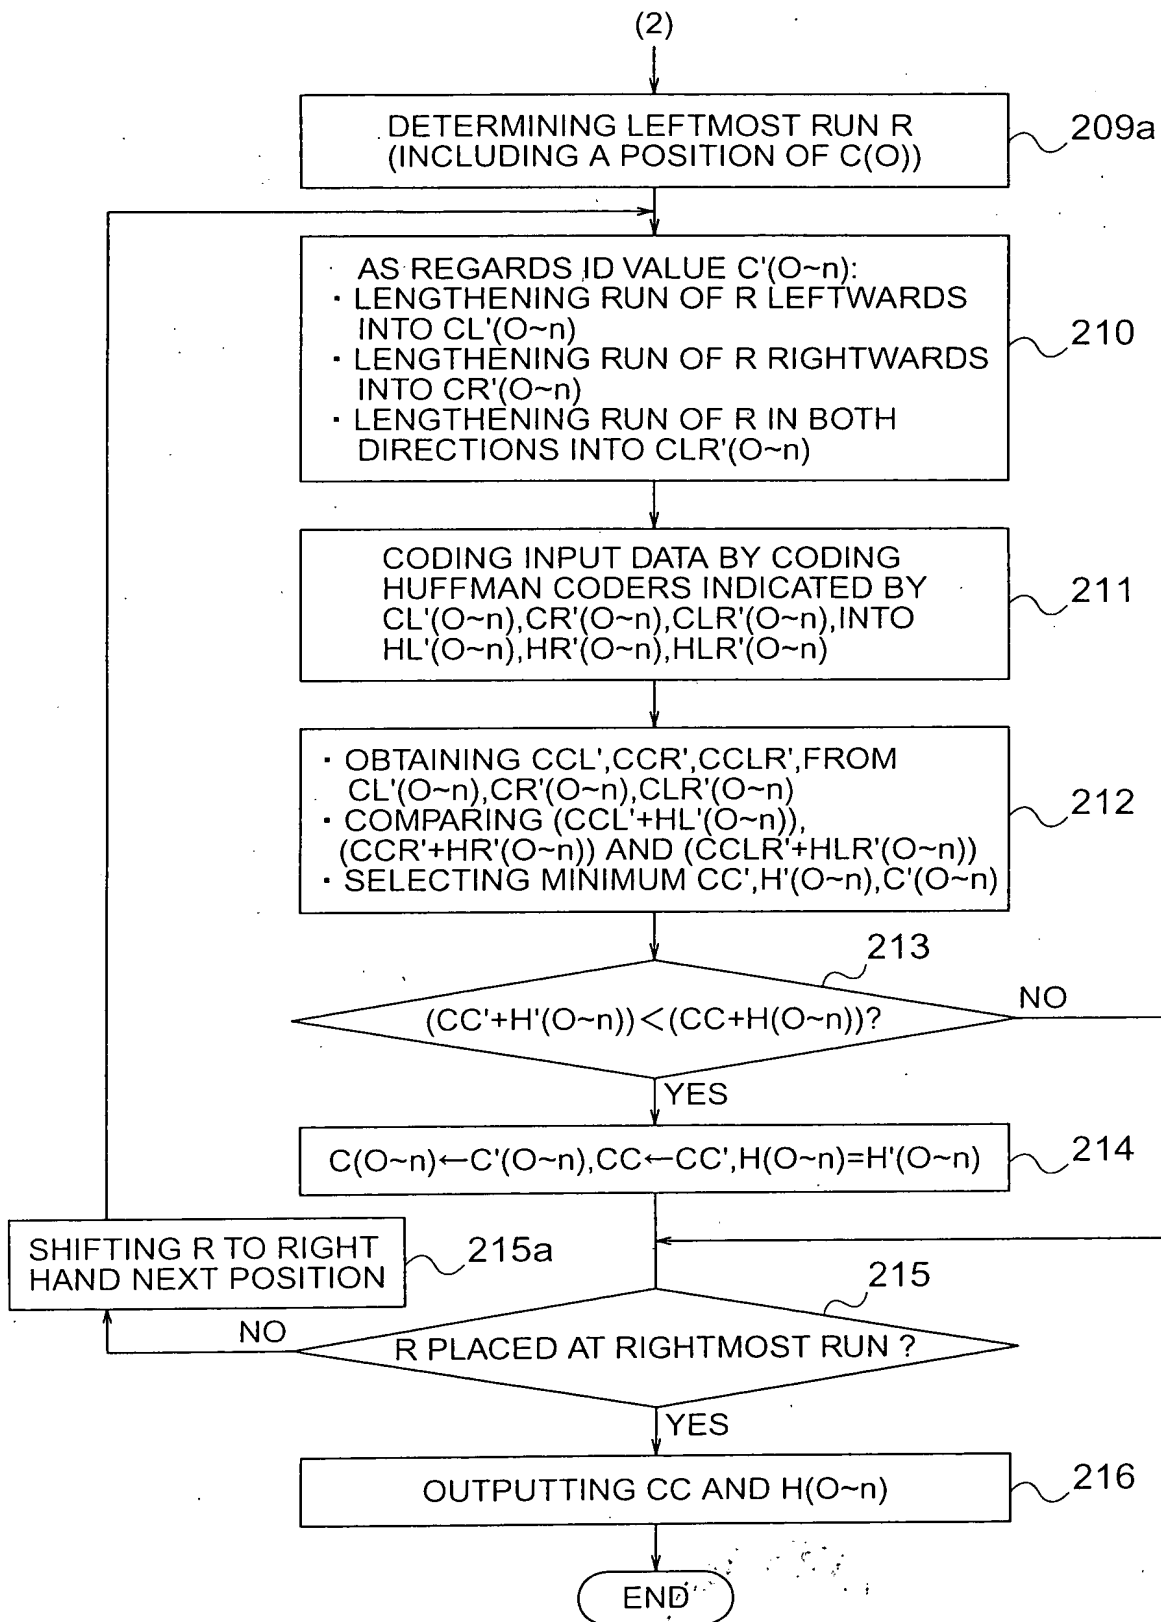 (2)
DETERMINING LEFTMOST RUN R
(INCLUDING A POSITION OF C(O))
209a
AS REGARDS ID VALUE C'(O~n):
· LENGTHENING RUN OF R LEFTWARDS
INTO CL'(O~n)
· LENGTHENING RUN OF R RIGHTWARDS
INTO CR'(O~n)
· LENGTHENING RUN OF R IN BOTH
DIRECTIONS INTO CLR'(O~n)
210
CODING INPUT DATA BY CODING
HUFFMAN CODERS INDICATED BY
CL'(O~n),CR'(O~n),CLR'(O~n),INTO
HL'(O~n),HR'(O~n),HLR'(O~n)
211
· OBTAINING CCL',CCR',CCLR',FROM
CL'(O~n),CR'(O~n),CLR'(O~n)
· COMPARING (CCL'+HL'(O~n)),
(CCR'+HR'(O~n)) AND (CCLR'+HLR'(O~n))
· SELECTING MINIMUM CC',H'(O~n),C'(O~n)
212
213
(CC'+H'(O~n))<(CC+H(O~n))?
NO
YES
C(O~n)←C'(O~n),CC←CC',H(O~n)=H'(O~n)
214
SHIFTING R TO RIGHT
HAND NEXT POSITION
215a
215
R PLACED AT RIGHTMOST RUN ?
NO
YES
OUTPUTTING CC AND H(O~n)
216
END